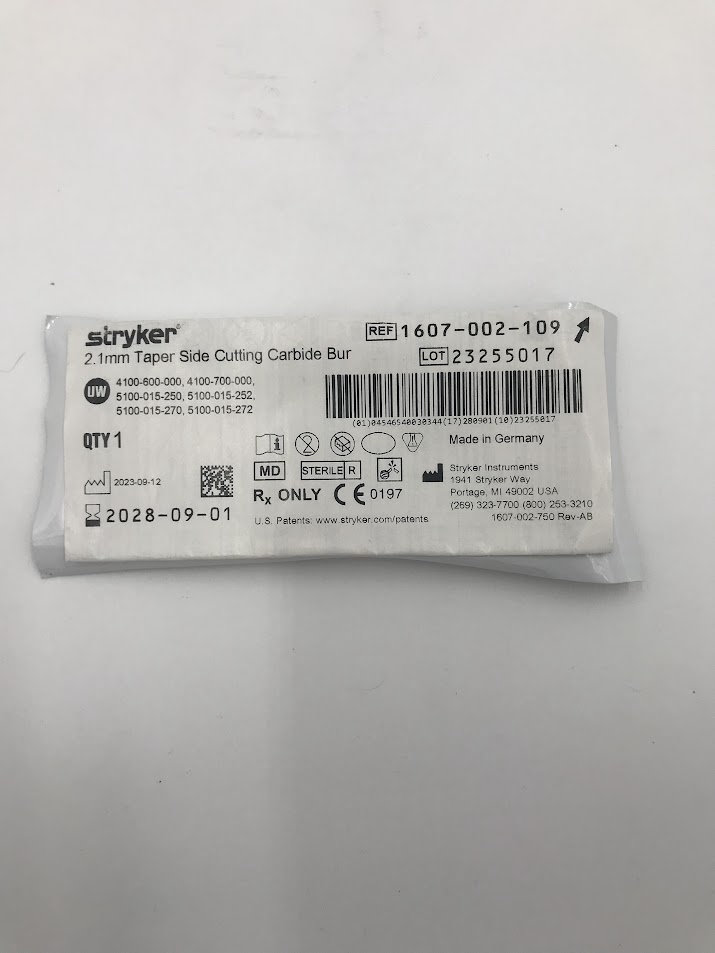 stryker®
REF 1607-002-109
2.1mm Taper Side Cutting Carbide Bur
LOT 23255017
UW
4100-600-000, 4100-700-000,
5100-015-250, 5100-015-252,
5100-015-270, 5100-015-272
(01)04546540030344(17)280901(10)23255017
QTY 1
Made in Germany
MD
STERILE R
2023-09-12
Rx ONLY
CE 0197
Stryker Instruments
1941 Stryker Way
Portage, MI 49002 USA
(269) 323-7700 (800) 253-3210
2028-09-01
U.S. Patents: www.stryker.com/patents
1607-002-750 Rev-AB